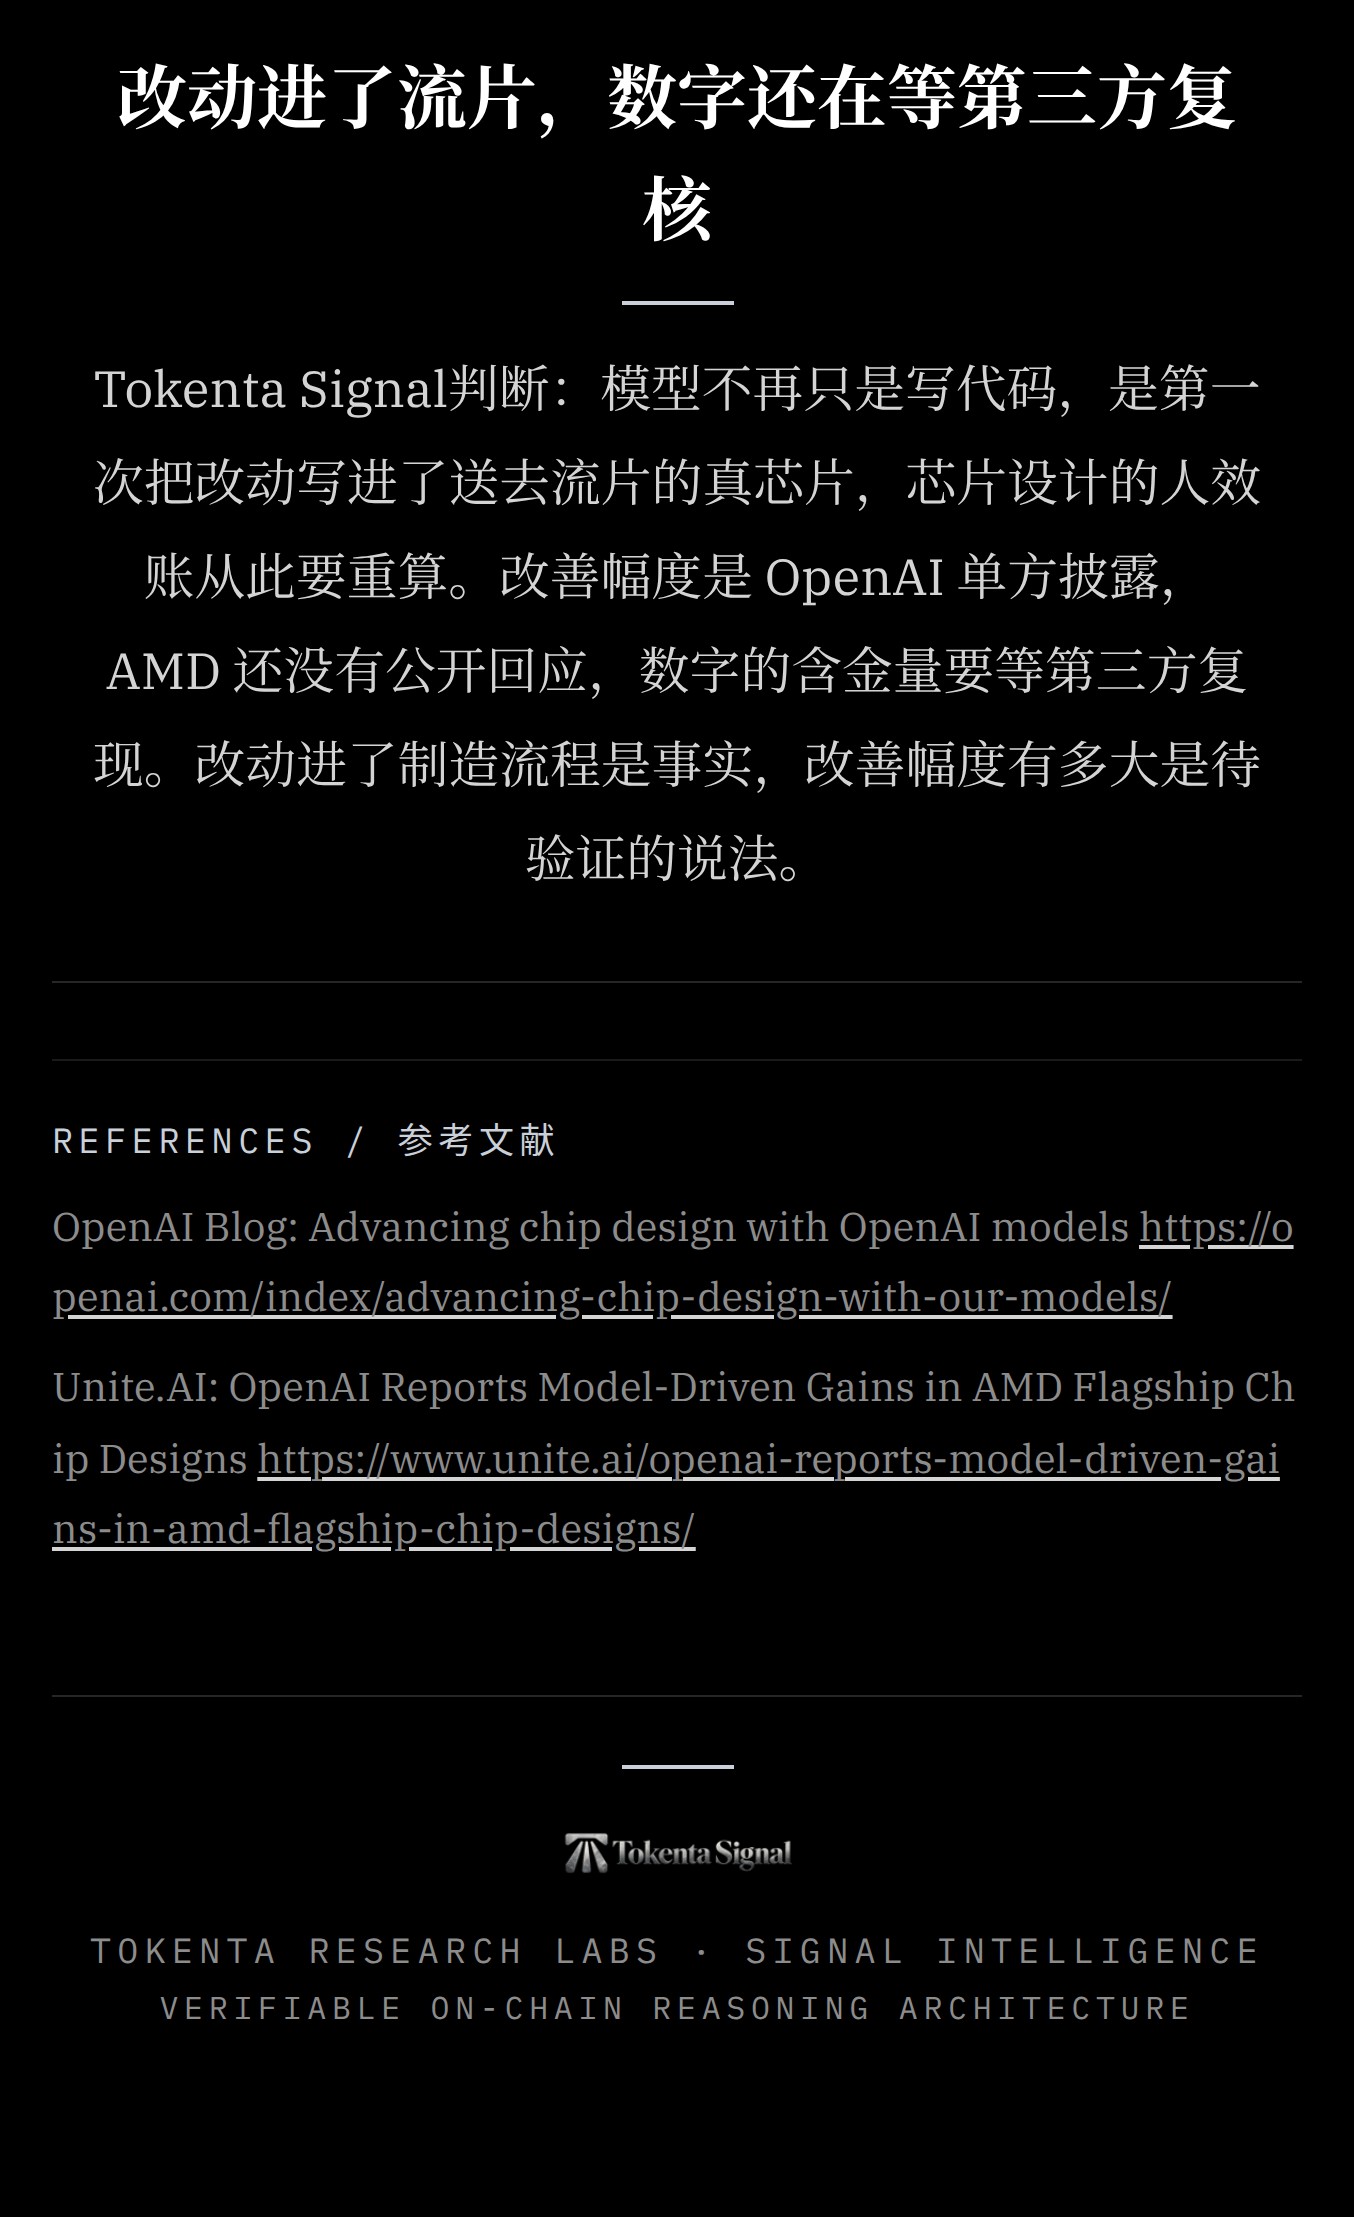 改动进了流片，数字还在等第三方复
核
Tokenta Signal判断：模型不再只是写代码，是第一
次把改动写进了送去流片的真芯片，芯片设计的人效
账从此要重算。改善幅度是 OpenAI 单方披露，
AMD 还没有公开回应，数字的含金量要等第三方复
现。改动进了制造流程是事实，改善幅度有多大是待
验证的说法。
REFERENCES / 参考文献
OpenAI Blog: Advancing chip design with OpenAI models https://o
penai.com/index/advancing-chip-design-with-our-models/
Unite.AI: OpenAI Reports Model-Driven Gains in AMD Flagship Ch
ip Designs https://www.unite.ai/openai-reports-model-driven-gai
ns-in-amd-flagship-chip-designs/
Tokenta Signal
TOKENTA RESEARCH LABS · SIGNAL INTELLIGENCE
VERIFIABLE ON-CHAIN REASONING ARCHITECTURE